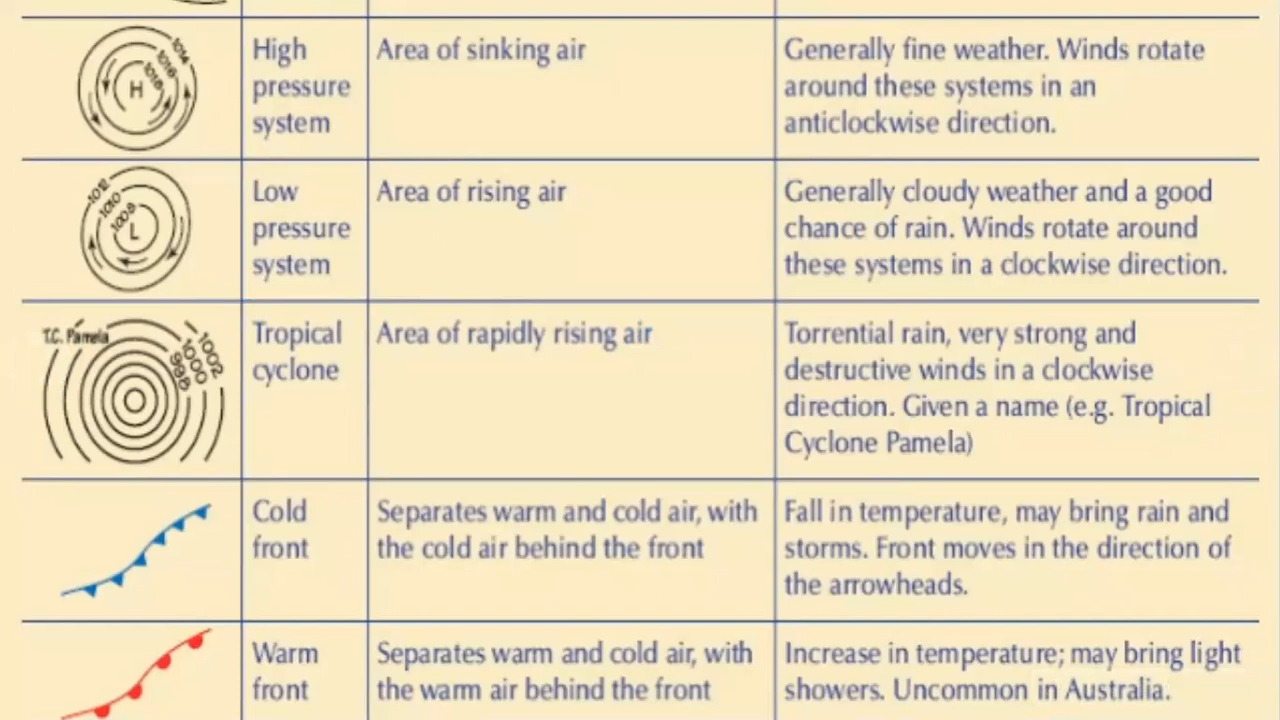 1014
1016
1018
H
High
pressure
system
Area of sinking air
Generally fine weather. Winds rotate
around these systems in an
anticlockwise direction.
1012
1010
1008
L
Low
pressure
system
Area of rising air
Generally cloudy weather and a good
chance of rain. Winds rotate around
these systems in a clockwise direction.
T.C. Pamela
1002
1000
998
Tropical
cyclone
Area of rapidly rising air
Torrential rain, very strong and
destructive winds in a clockwise
direction. Given a name (e.g. Tropical
Cyclone Pamela)
Cold
front
Separates warm and cold air, with
the cold air behind the front
Fall in temperature, may bring rain and
storms. Front moves in the direction of
the arrowheads.
Warm
front
Separates warm and cold air, with
the warm air behind the front
Increase in temperature; may bring light
showers. Uncommon in Australia.